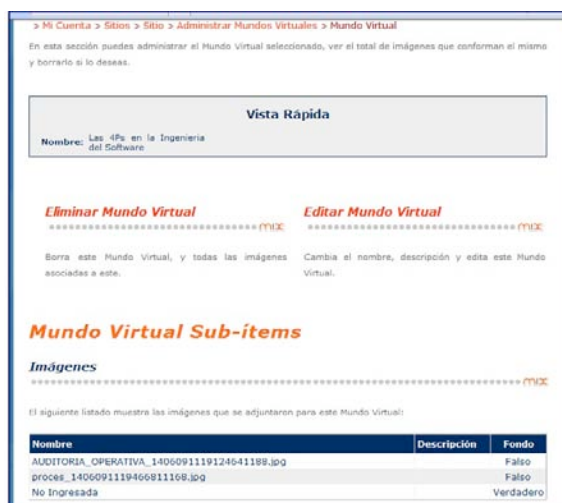 > Mi Cuenta > Sitios > Sitio > Administrar Mundos Virtuales > Mundo Virtual
En esta sección puedes administrar el Mundo Virtual seleccionado, ver el total de imágenes que conforman el mismo
y borrarlo si lo deseas.
Vista Rápida
Nombre: Las 4Ps en la Ingenieria
del Software
Eliminar Mundo Virtual
mix
Borra este Mundo Virtual, y todas las imágenes
asociadas a este.
Editar Mundo Virtual
mix
Cambia el nombre, descripción y edita este Mundo
Virtual.
Mundo Virtual Sub-ítems
Imágenes
mix
El siguiente listado muestra las imágenes que se adjuntaron para este Mundo Virtual:
Nombre Descripción Fondo
AUDITORIA_OPERATIVA_1406091119124641188.jpg Falso
proces_1406091119466811168.jpg Falso
No Ingresada Verdadero